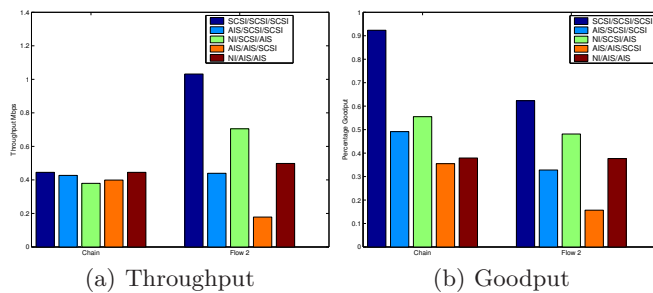 1.4
1.2
1
0.8
0.6
0.4
0.2
0
Throughput Mbps
Chain
Flow 2
SCSI/SCSI/SCSI
AIS/SCSI/SCSI
NI/SCSI/AIS
AIS/AIS/SCSI
NI/AIS/AIS
(a) Throughput
1
0.9
0.8
0.7
0.6
0.5
0.4
0.3
0.2
0.1
0
Percentage Goodput
Chain
Flow 2
SCSI/SCSI/SCSI
AIS/SCSI/SCSI
NI/SCSI/AIS
AIS/AIS/SCSI
NI/AIS/AIS
(b) Goodput